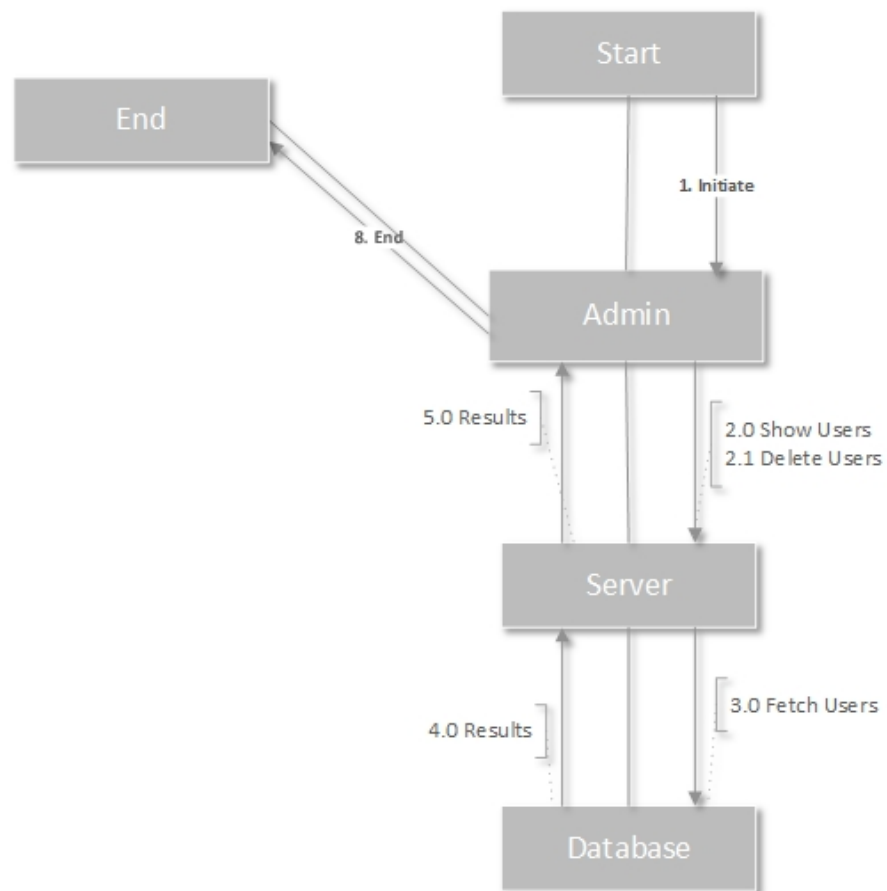 Start
End
1. Initiate
8. End
Admin
5.0 Results
2.0 Show Users
2.1 Delete Users
Server
3.0 Fetch Users
4.0 Results
Database